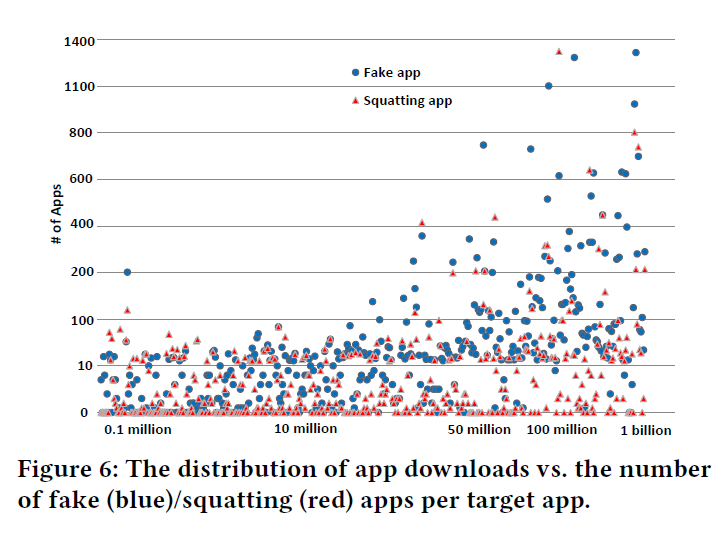 1400
1100
800
600
400
200
100
10
0
# of Apps
Fake app
Squatting app
0.1 million
10 million
50 million
100 million
1 billion
Figure 6: The distribution of app downloads vs. the number
of fake (blue)/squatting (red) apps per target app.